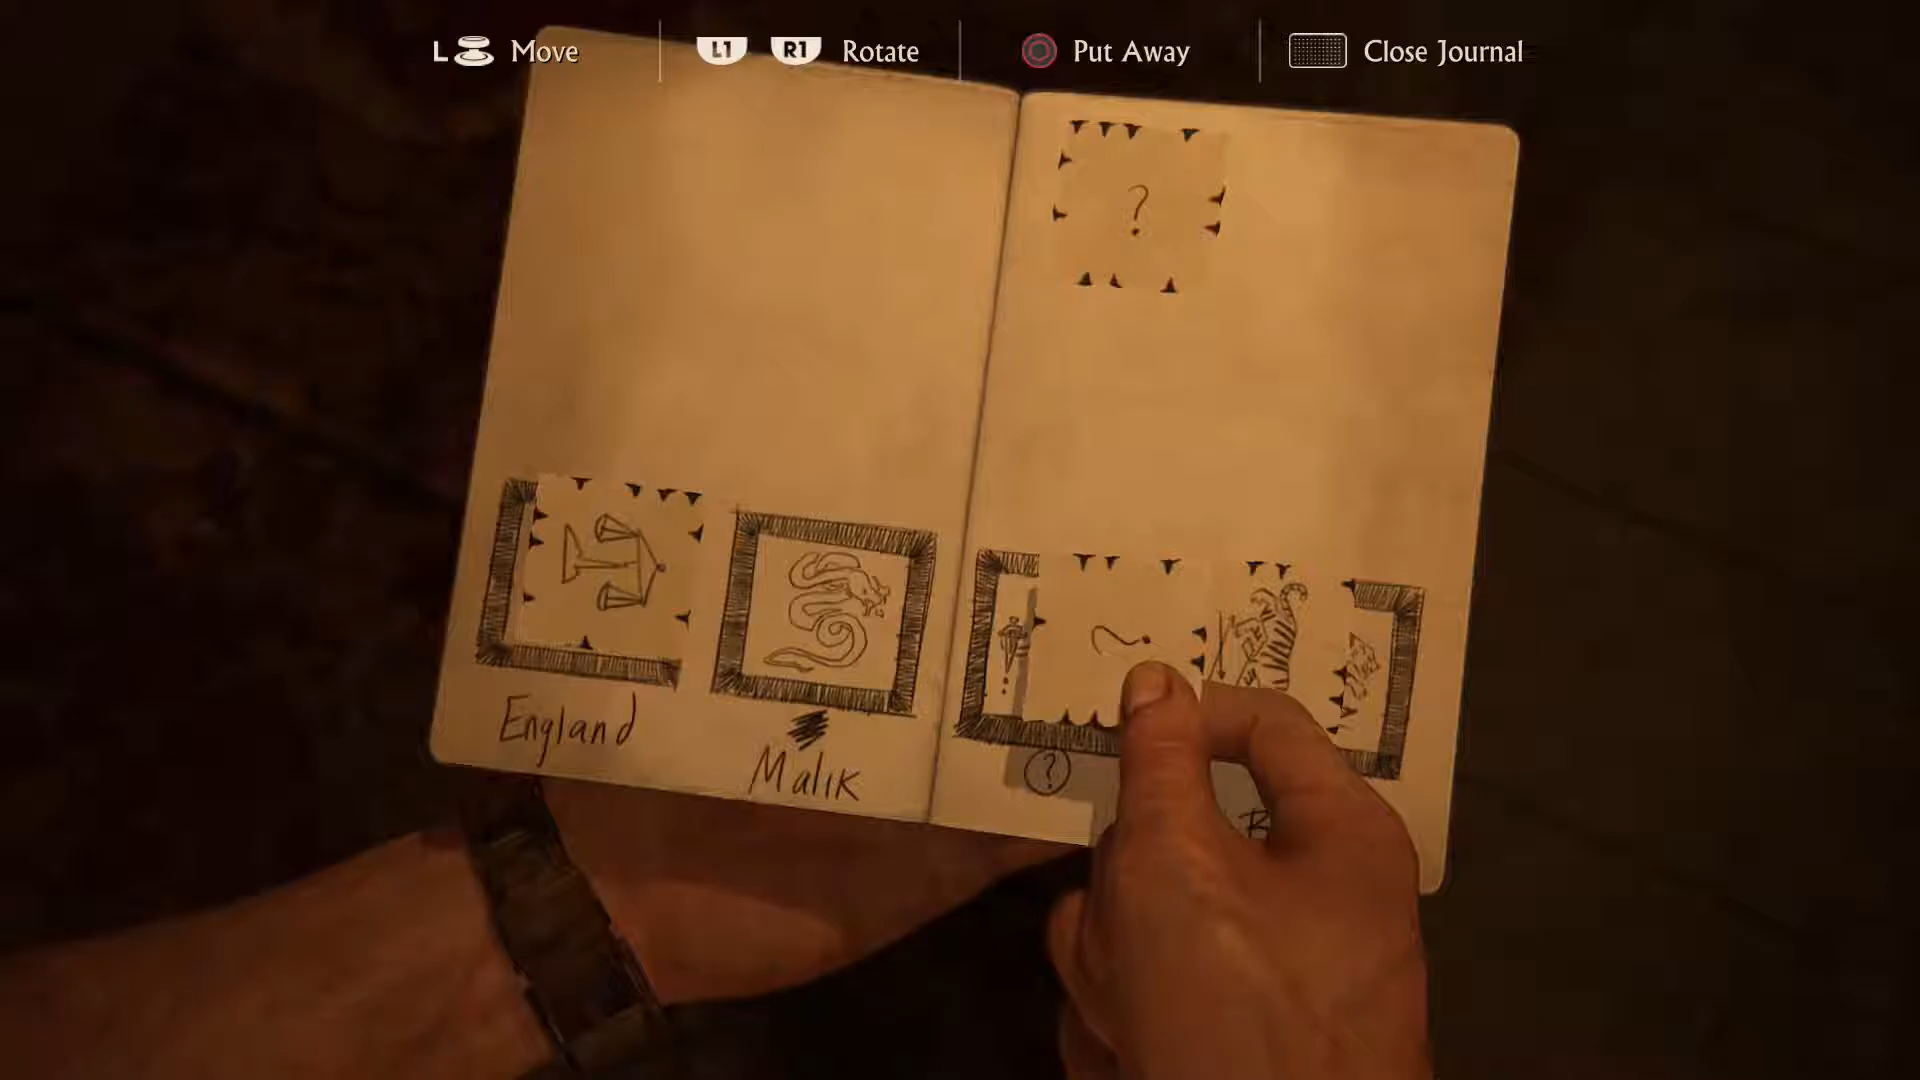 L Move L1 R1 Rotate Put Away Close Journal
?
?
England
Malik
?